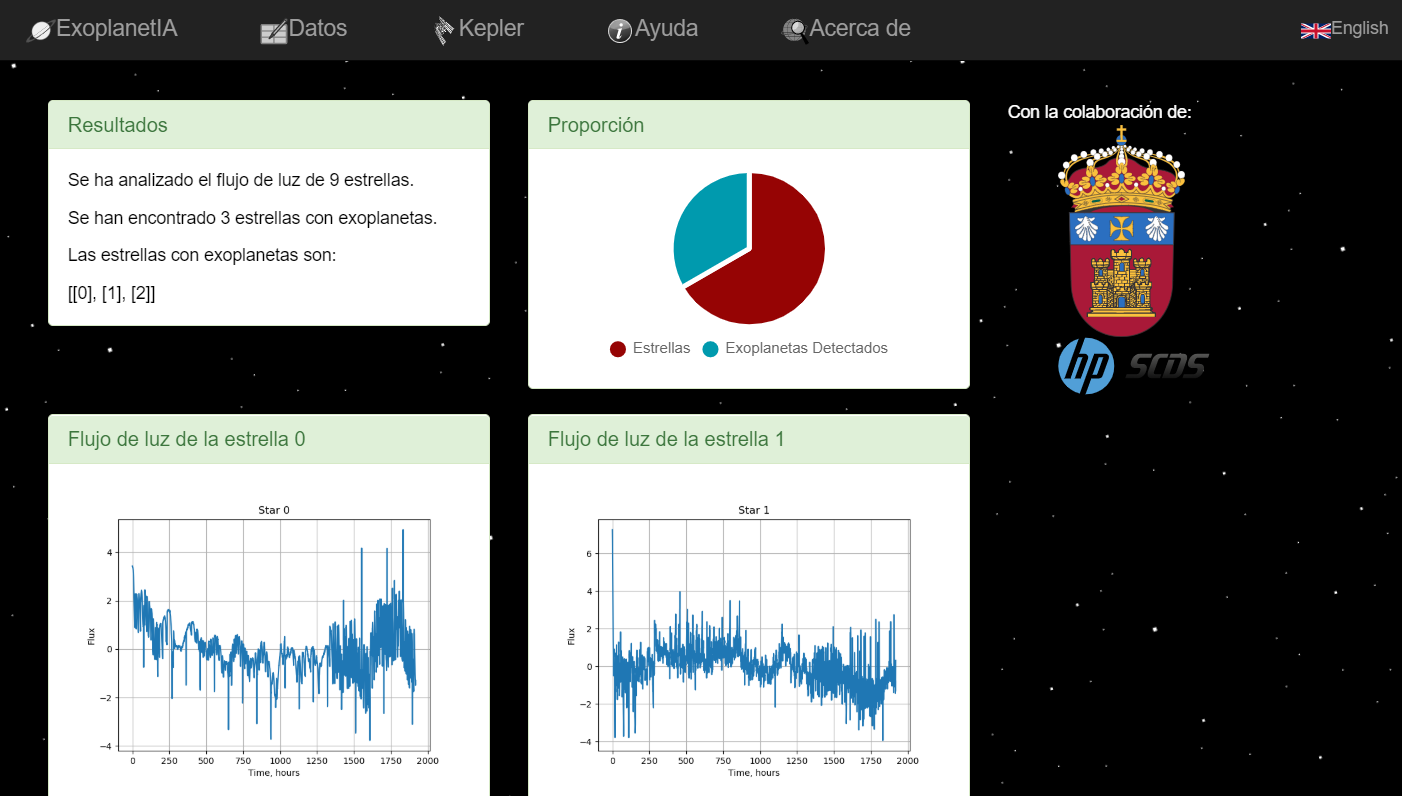 ExoplanetIA
Datos
Kepler
Ayuda
Acerca de
English
Resultados
Se ha analizado el flujo de luz de 9 estrellas.
Se han encontrado 3 estrellas con exoplanetas.
Las estrellas con exoplanetas son:
[[0], [1], [2]]
Proporción
Estrellas
Exoplanetas Detectados
Con la colaboración de:
hp
SCDS
Flujo de luz de la estrella 0
Star 0
Flux
4
2
0
−2
−4
0 250 500 750 1000 1250 1500 1750 2000
Time, hours
Flujo de luz de la estrella 1
Star 1
Flux
6
4
2
0
−2
−4
0 250 500 750 1000 1250 1500 1750 2000
Time, hours